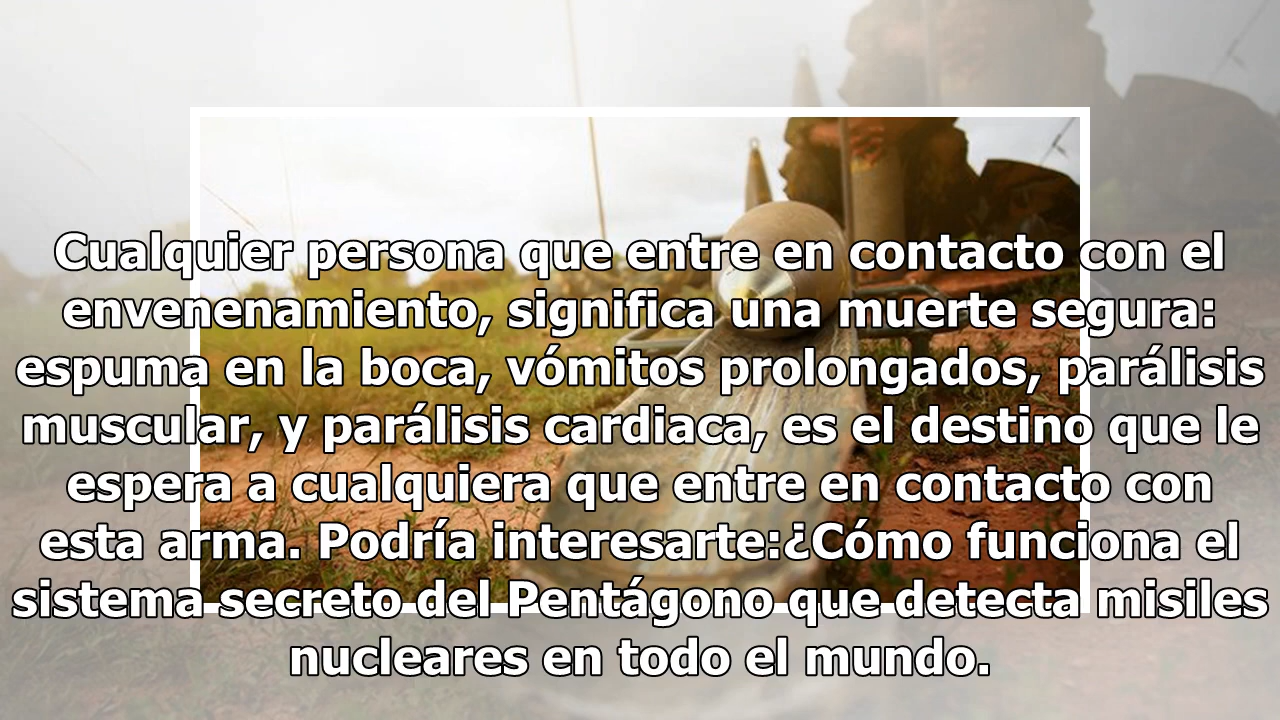 Cualquier persona que entre en contacto con el
envenenamiento, significa una muerte segura:
espuma en la boca, vómitos prolongados, parálisis
muscular, y parálisis cardiaca, es el destino que le
espera a cualquiera que entre en contacto con
esta arma. Podría interesarte:¿Cómo funciona el
sistema secreto del Pentágono que detecta misiles
nucleares en todo el mundo.